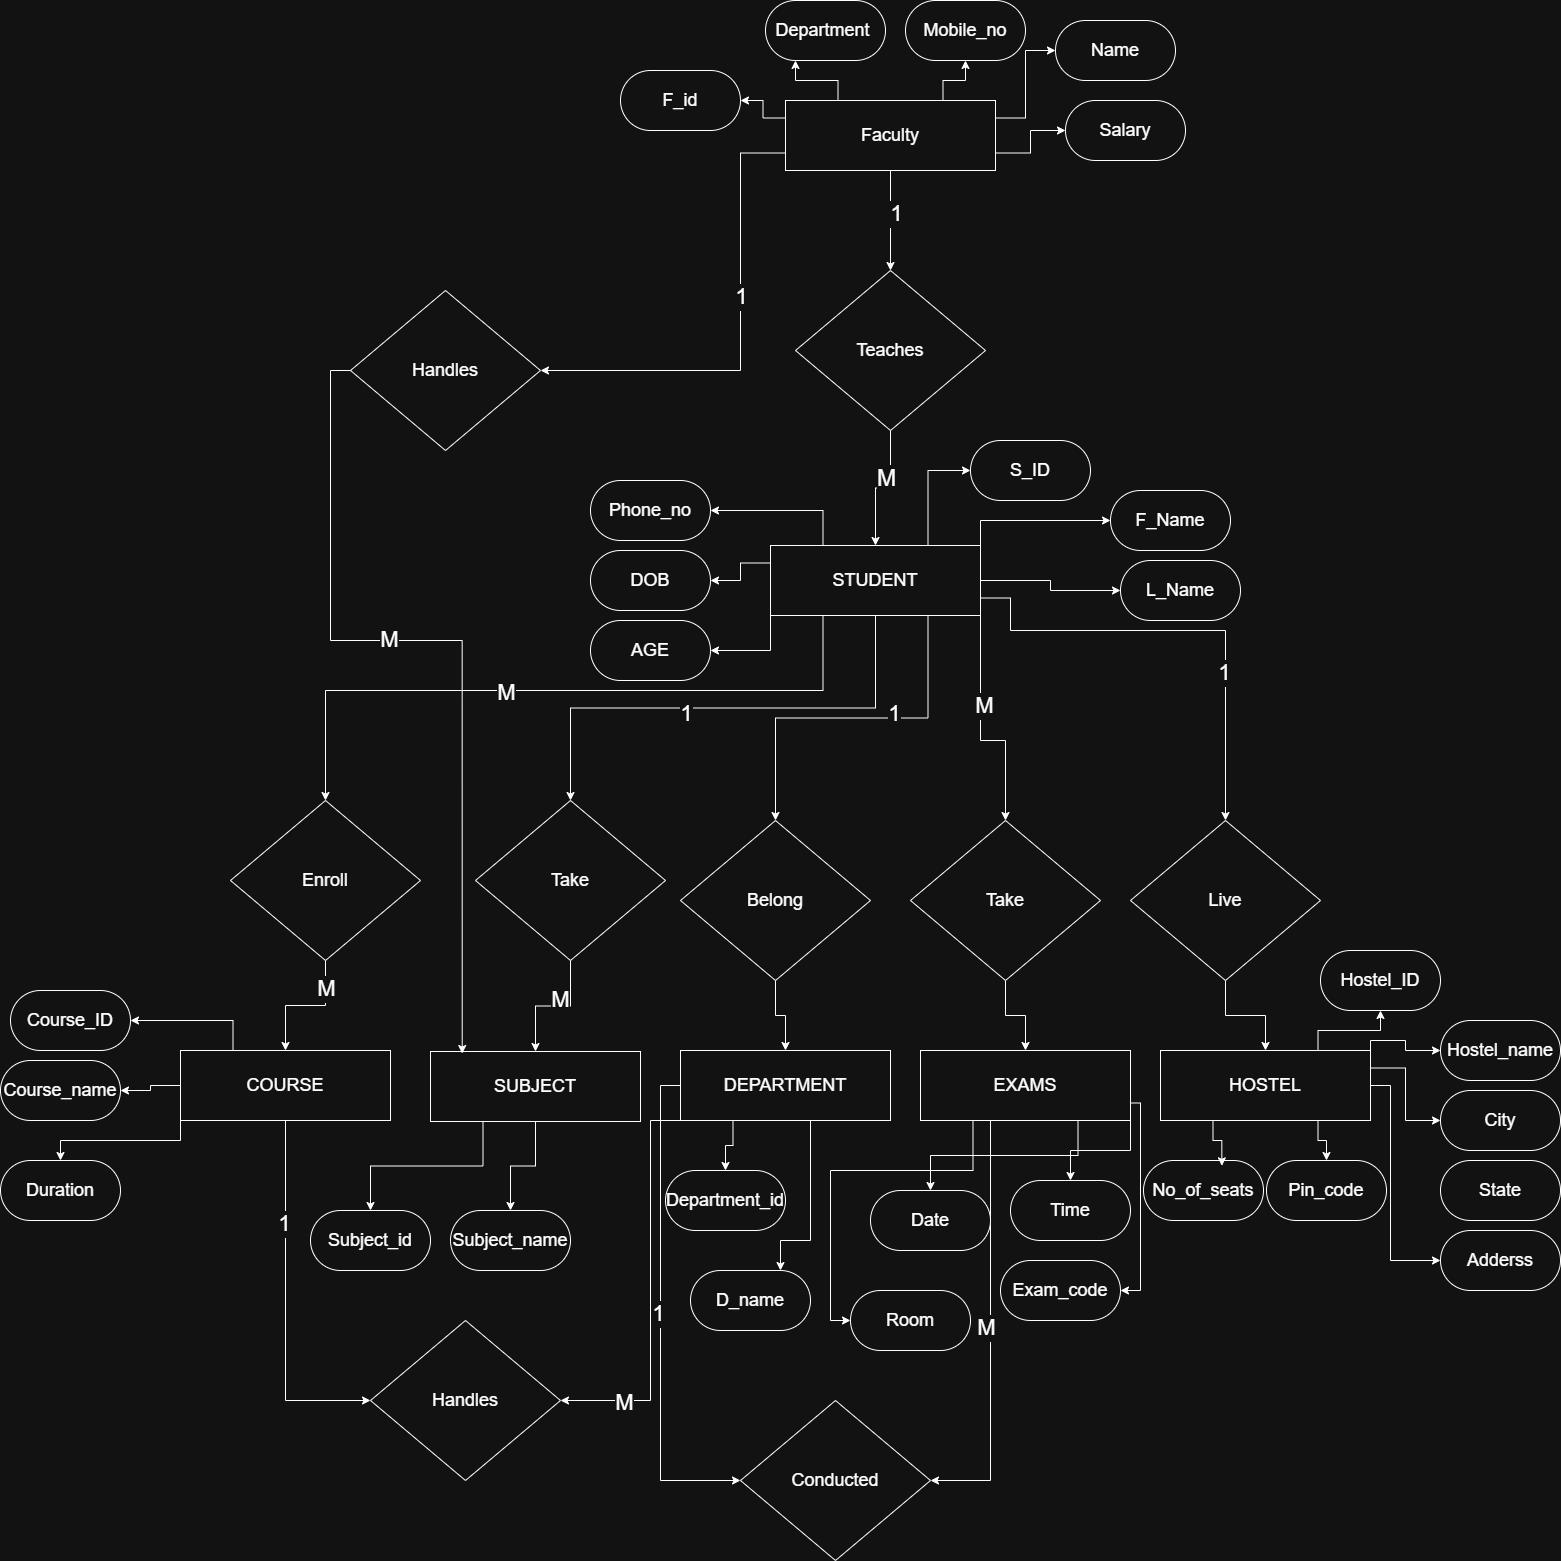 Department
Mobile_no
Name
F_id
Salary
Faculty
1
1
Handles
Teaches
M
S_ID
Phone_no
F_Name
DOB
STUDENT
L_Name
AGE
M
M
1
1
M
1
Enroll
Take
Belong
Take
Live
M
M
Hostel_ID
Course_ID
Hostel_name
Course_name
COURSE
SUBJECT
DEPARTMENT
EXAMS
HOSTEL
City
Duration
Department_id
No_of_seats
Pin_code
State
1
Subject_id
Subject_name
Date
Time
Adderss
D_name
1
Room
M
Exam_code
Handles
M
Conducted